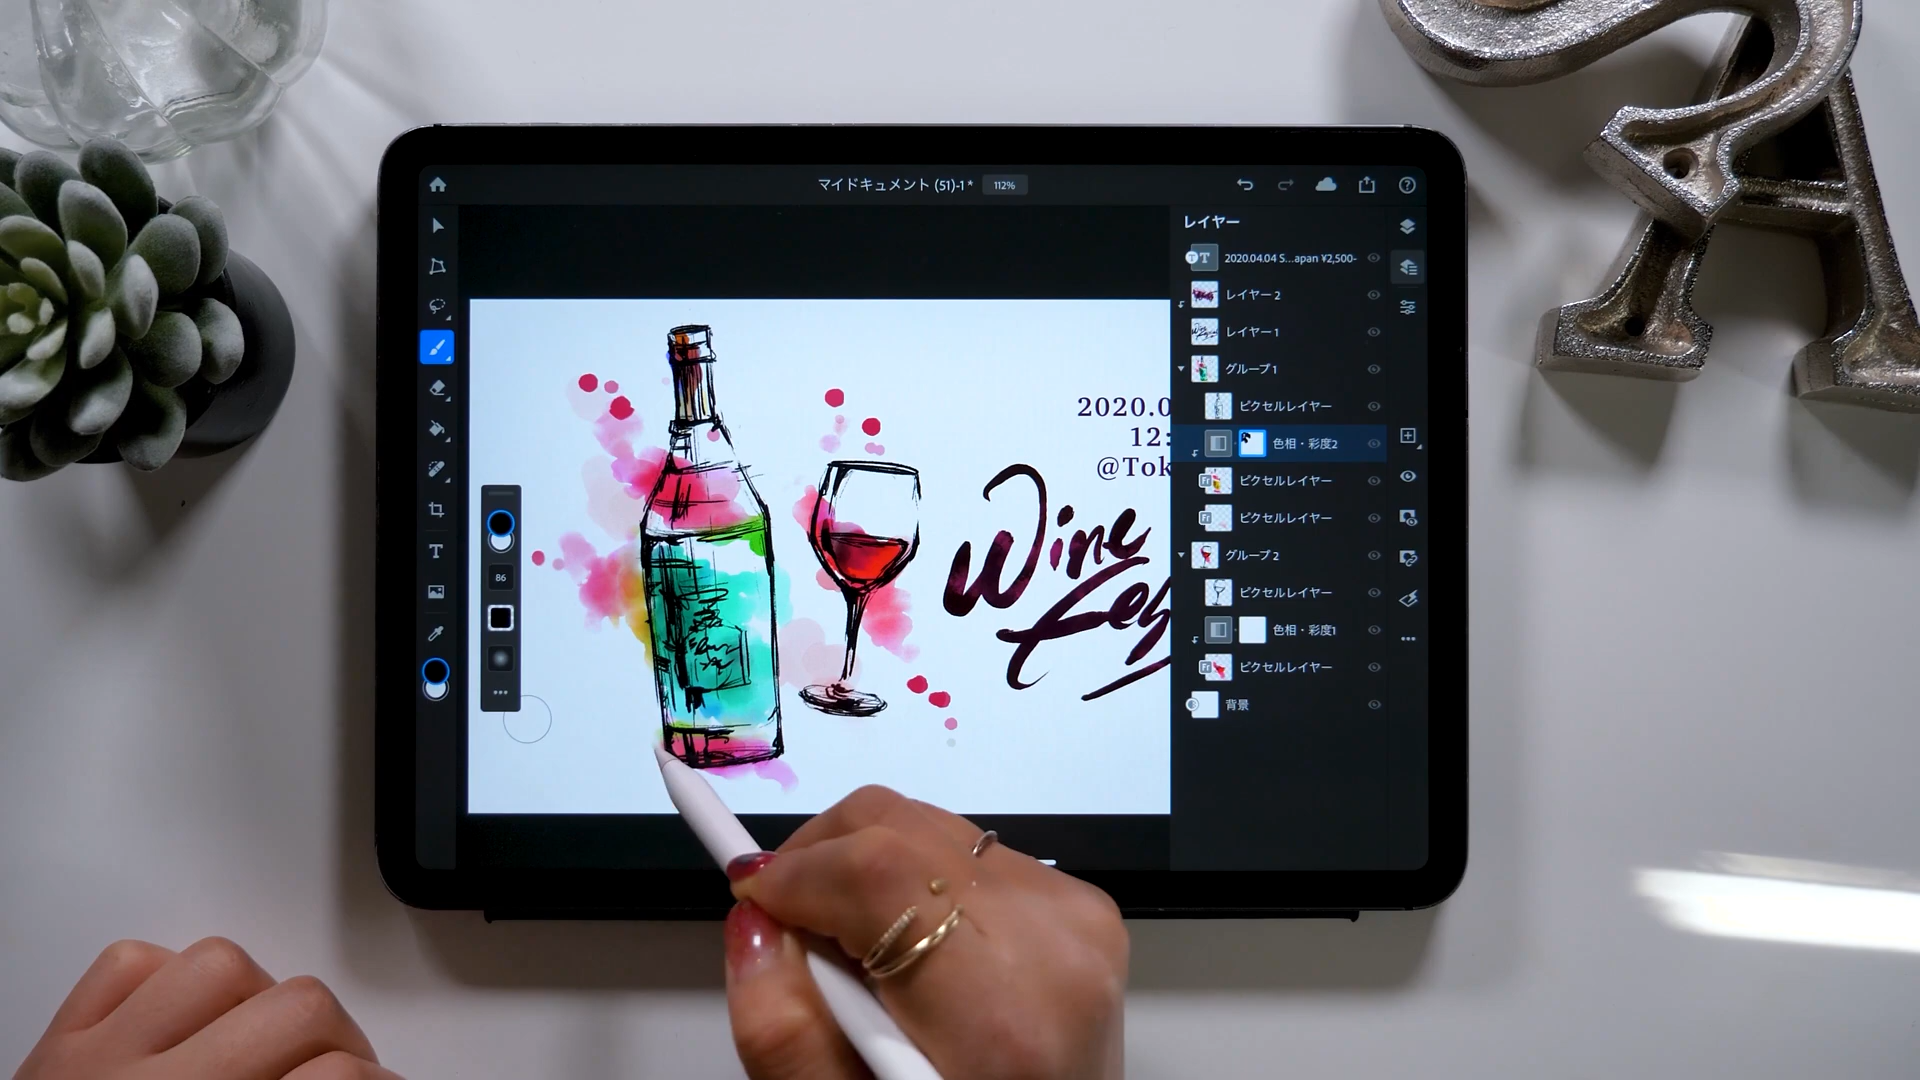 マイドキュメント (51)-1*
112%
レイヤー
2020.04.04 S...apan ¥2,500-
レイヤー 2
レイヤー 1
グループ 1
ピクセルレイヤー
色相・彩度2
ピクセルレイヤー
ピクセルレイヤー
グループ 2
ピクセルレイヤー
色相・彩度1
ピクセルレイヤー
背景
86
2020.0
12:
@Tok
Wine
Fes
SA